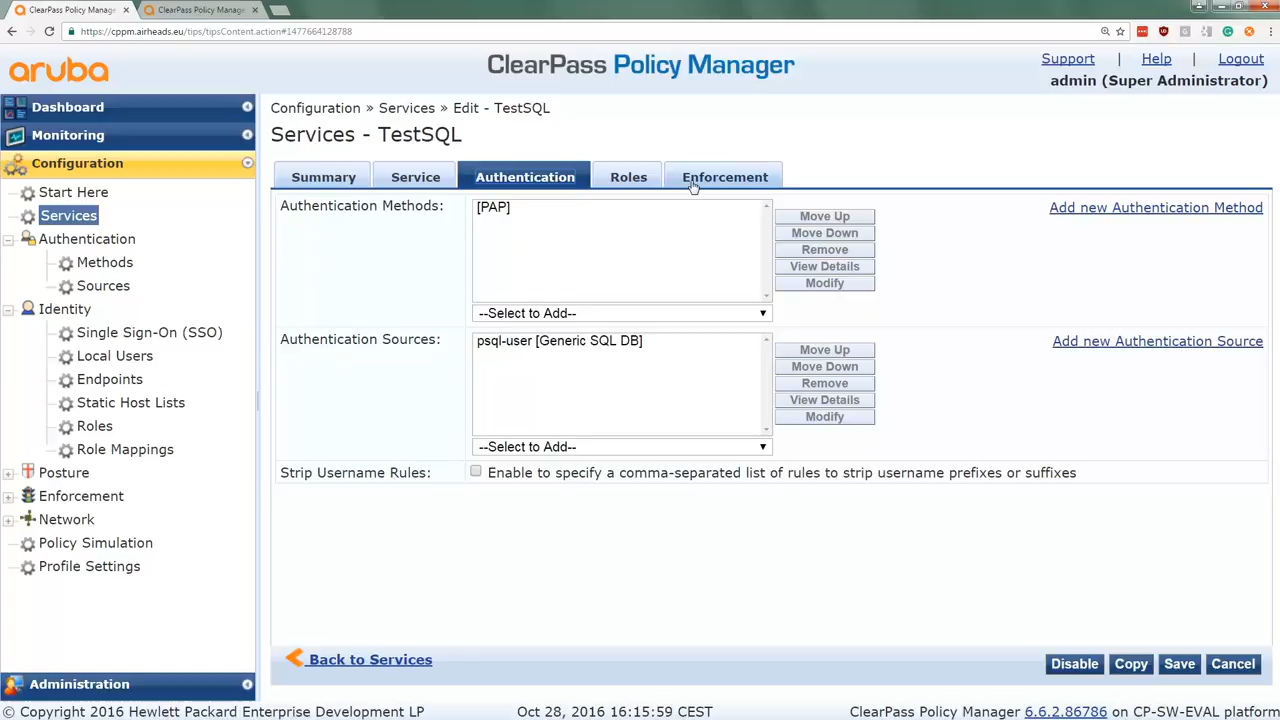 ClearPass Policy Manag
ClearPass Policy Manage
https://cppm.airheads.eu/tips/tipsContent.action#1477664128788
aruba
ClearPass Policy Manager
Support | Help | Logout
admin (Super Administrator)
Dashboard
Monitoring
Configuration
Start Here
Services
Authentication
Methods
Sources
Identity
Single Sign-On (SSO)
Local Users
Endpoints
Static Host Lists
Roles
Role Mappings
Posture
Enforcement
Network
Policy Simulation
Profile Settings
Administration
Configuration » Services » Edit - TestSQL
Services - TestSQL
Summary Service Authentication Roles Enforcement
Authentication Methods:
[PAP]
Move Up
Move Down
Remove
View Details
Modify
Add new Authentication Method
--Select to Add--
Authentication Sources:
psql-user [Generic SQL DB]
Move Up
Move Down
Remove
View Details
Modify
Add new Authentication Source
--Select to Add--
Strip Username Rules:
Enable to specify a comma-separated list of rules to strip username prefixes or suffixes
Back to Services
Disable Copy Save Cancel
© Copyright 2016 Hewlett Packard Enterprise Development LP
Oct 28, 2016 16:15:59 CEST
ClearPass Policy Manager 6.6.2.86786 on CP-SW-EVAL platform